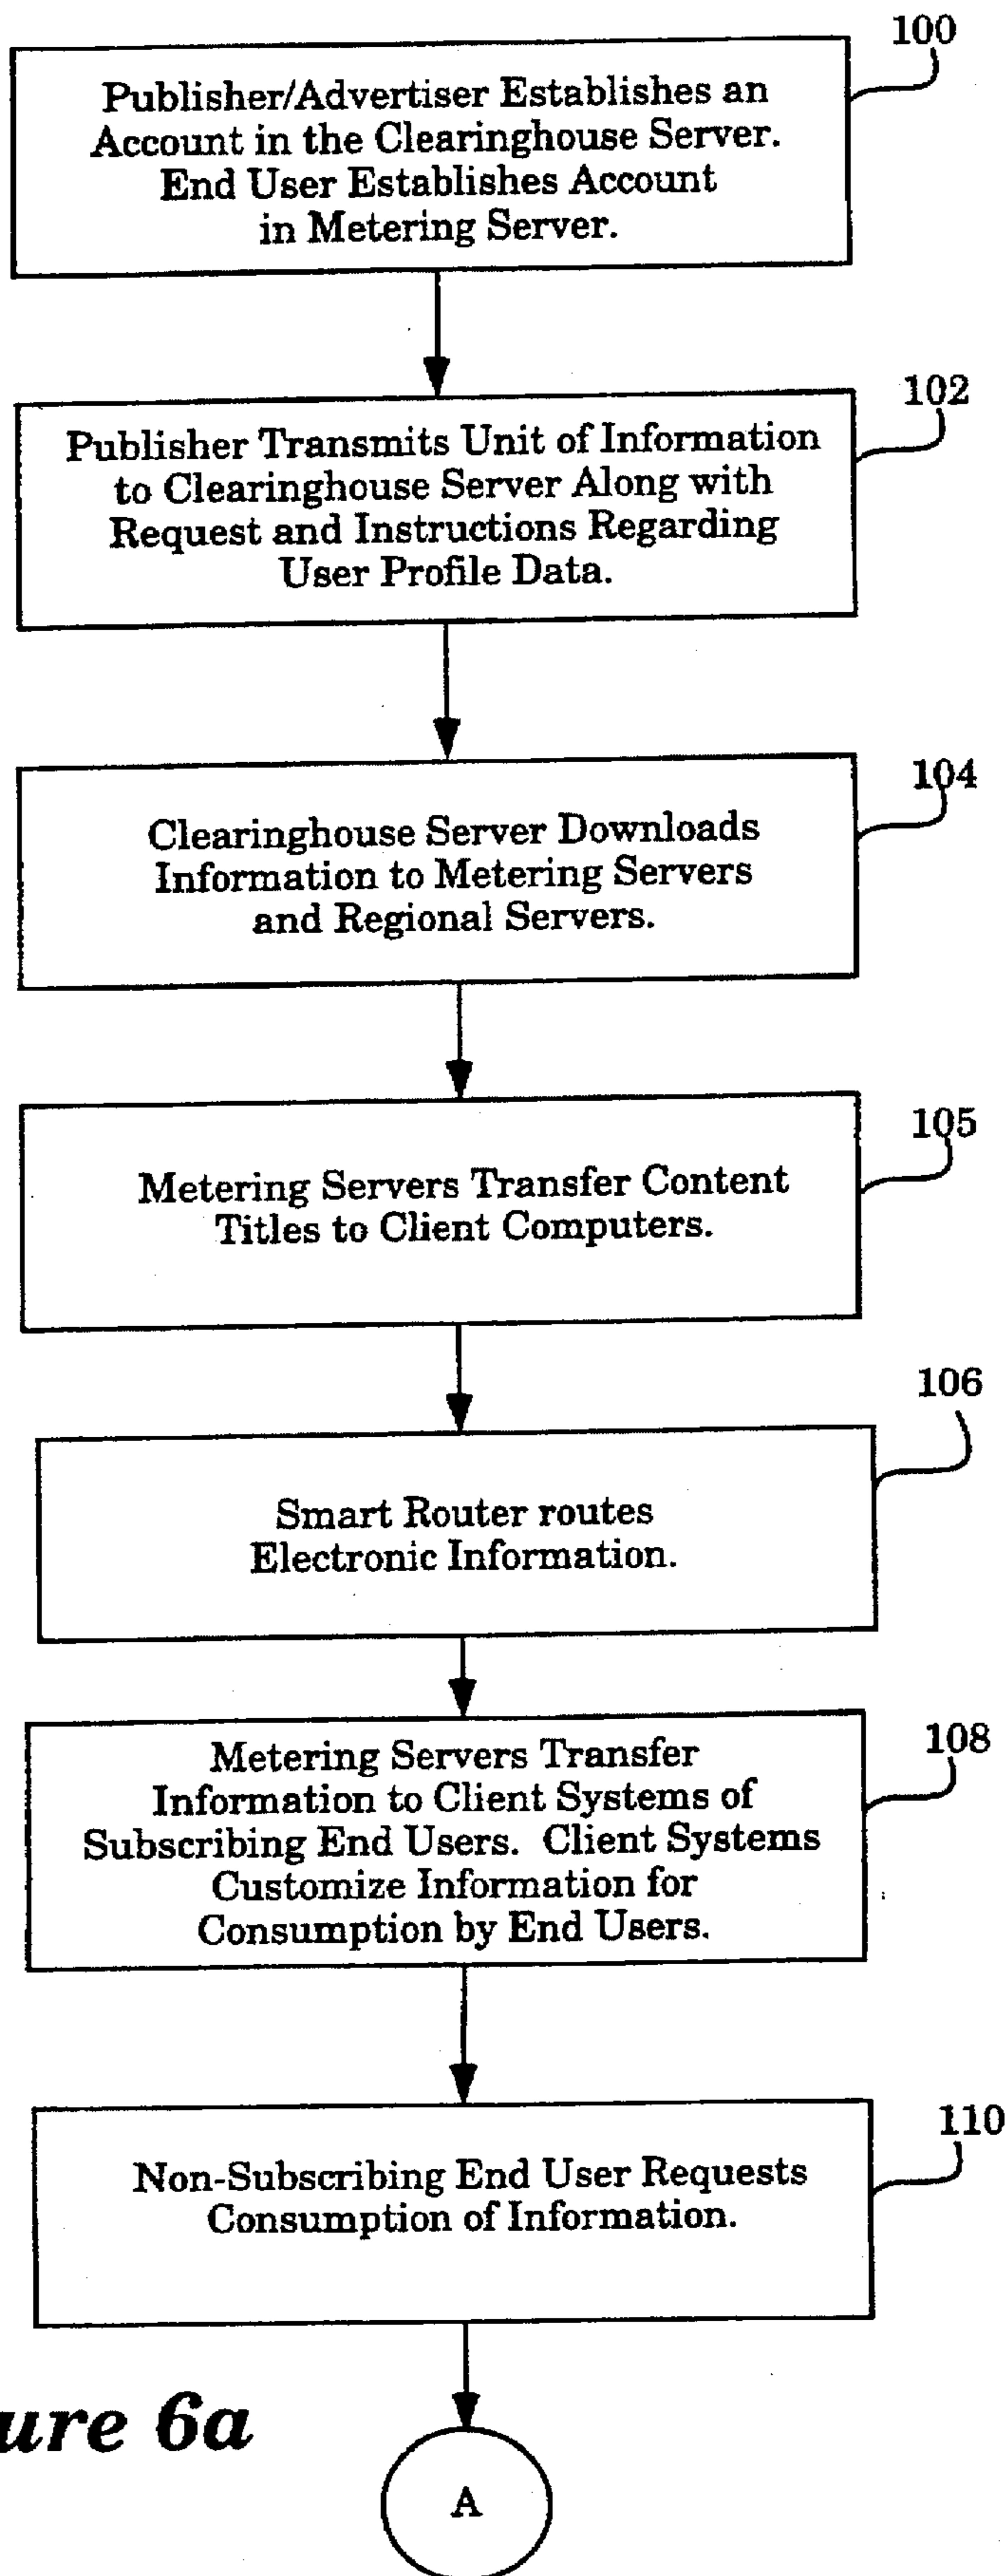 100
Publisher/Advertiser Establishes an
Account in the Clearinghouse Server.
End User Establishes Account
in Metering Server.
102
Publisher Transmits Unit of Information
to Clearinghouse Server Along with
Request and Instructions Regarding
User Profile Data.
104
Clearinghouse Server Downloads
Information to Metering Servers
and Regional Servers.
105
Metering Servers Transfer Content
Titles to Client Computers.
106
Smart Router routes
Electronic Information.
108
Metering Servers Transfer
Information to Client Systems of
Subscribing End Users. Client Systems
Customize Information for
Consumption by End Users.
110
Non-Subscribing End User Requests
Consumption of Information.
ure 6a
A